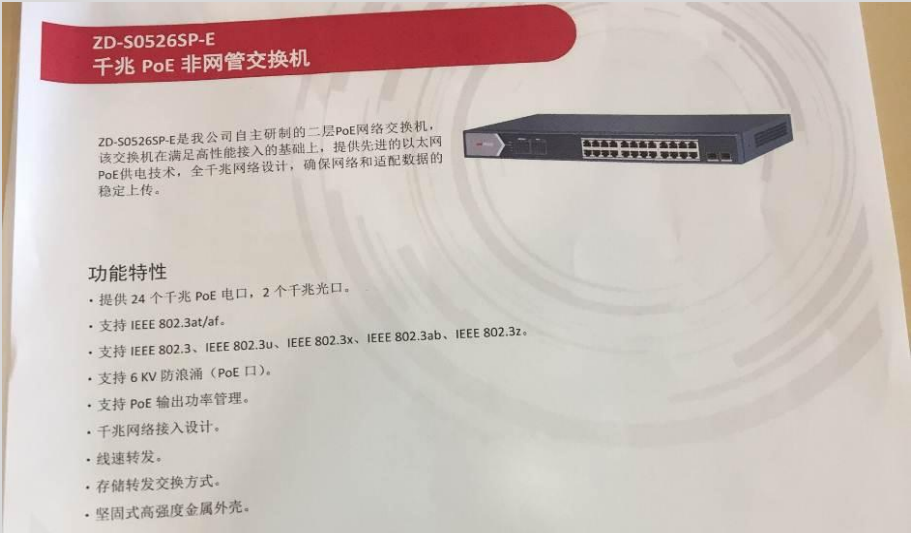 ZD-S0526SP-E
千兆 PoE 非网管交换机
ZD-S0526SP-E是我公司自主研制的二层PoE网络交换机，
该交换机在满足高性能接入的基础上，提供先进的以太网
PoE供电技术，全千兆网络设计，确保网络和适配数据的
稳定上传。
功能特性
· 提供 24 个千兆 PoE 电口，2 个千兆光口。
· 支持 IEEE 802.3at/af。
· 支持 IEEE 802.3、IEEE 802.3u、IEEE 802.3x、IEEE 802.3ab、IEEE 802.3z。
· 支持 6 KV 防浪涌（PoE 口）。
· 支持 PoE 输出功率管理。
· 千兆网络接入设计。
· 线速转发。
· 存储转发交换方式。
· 坚固式高强度金属外壳。